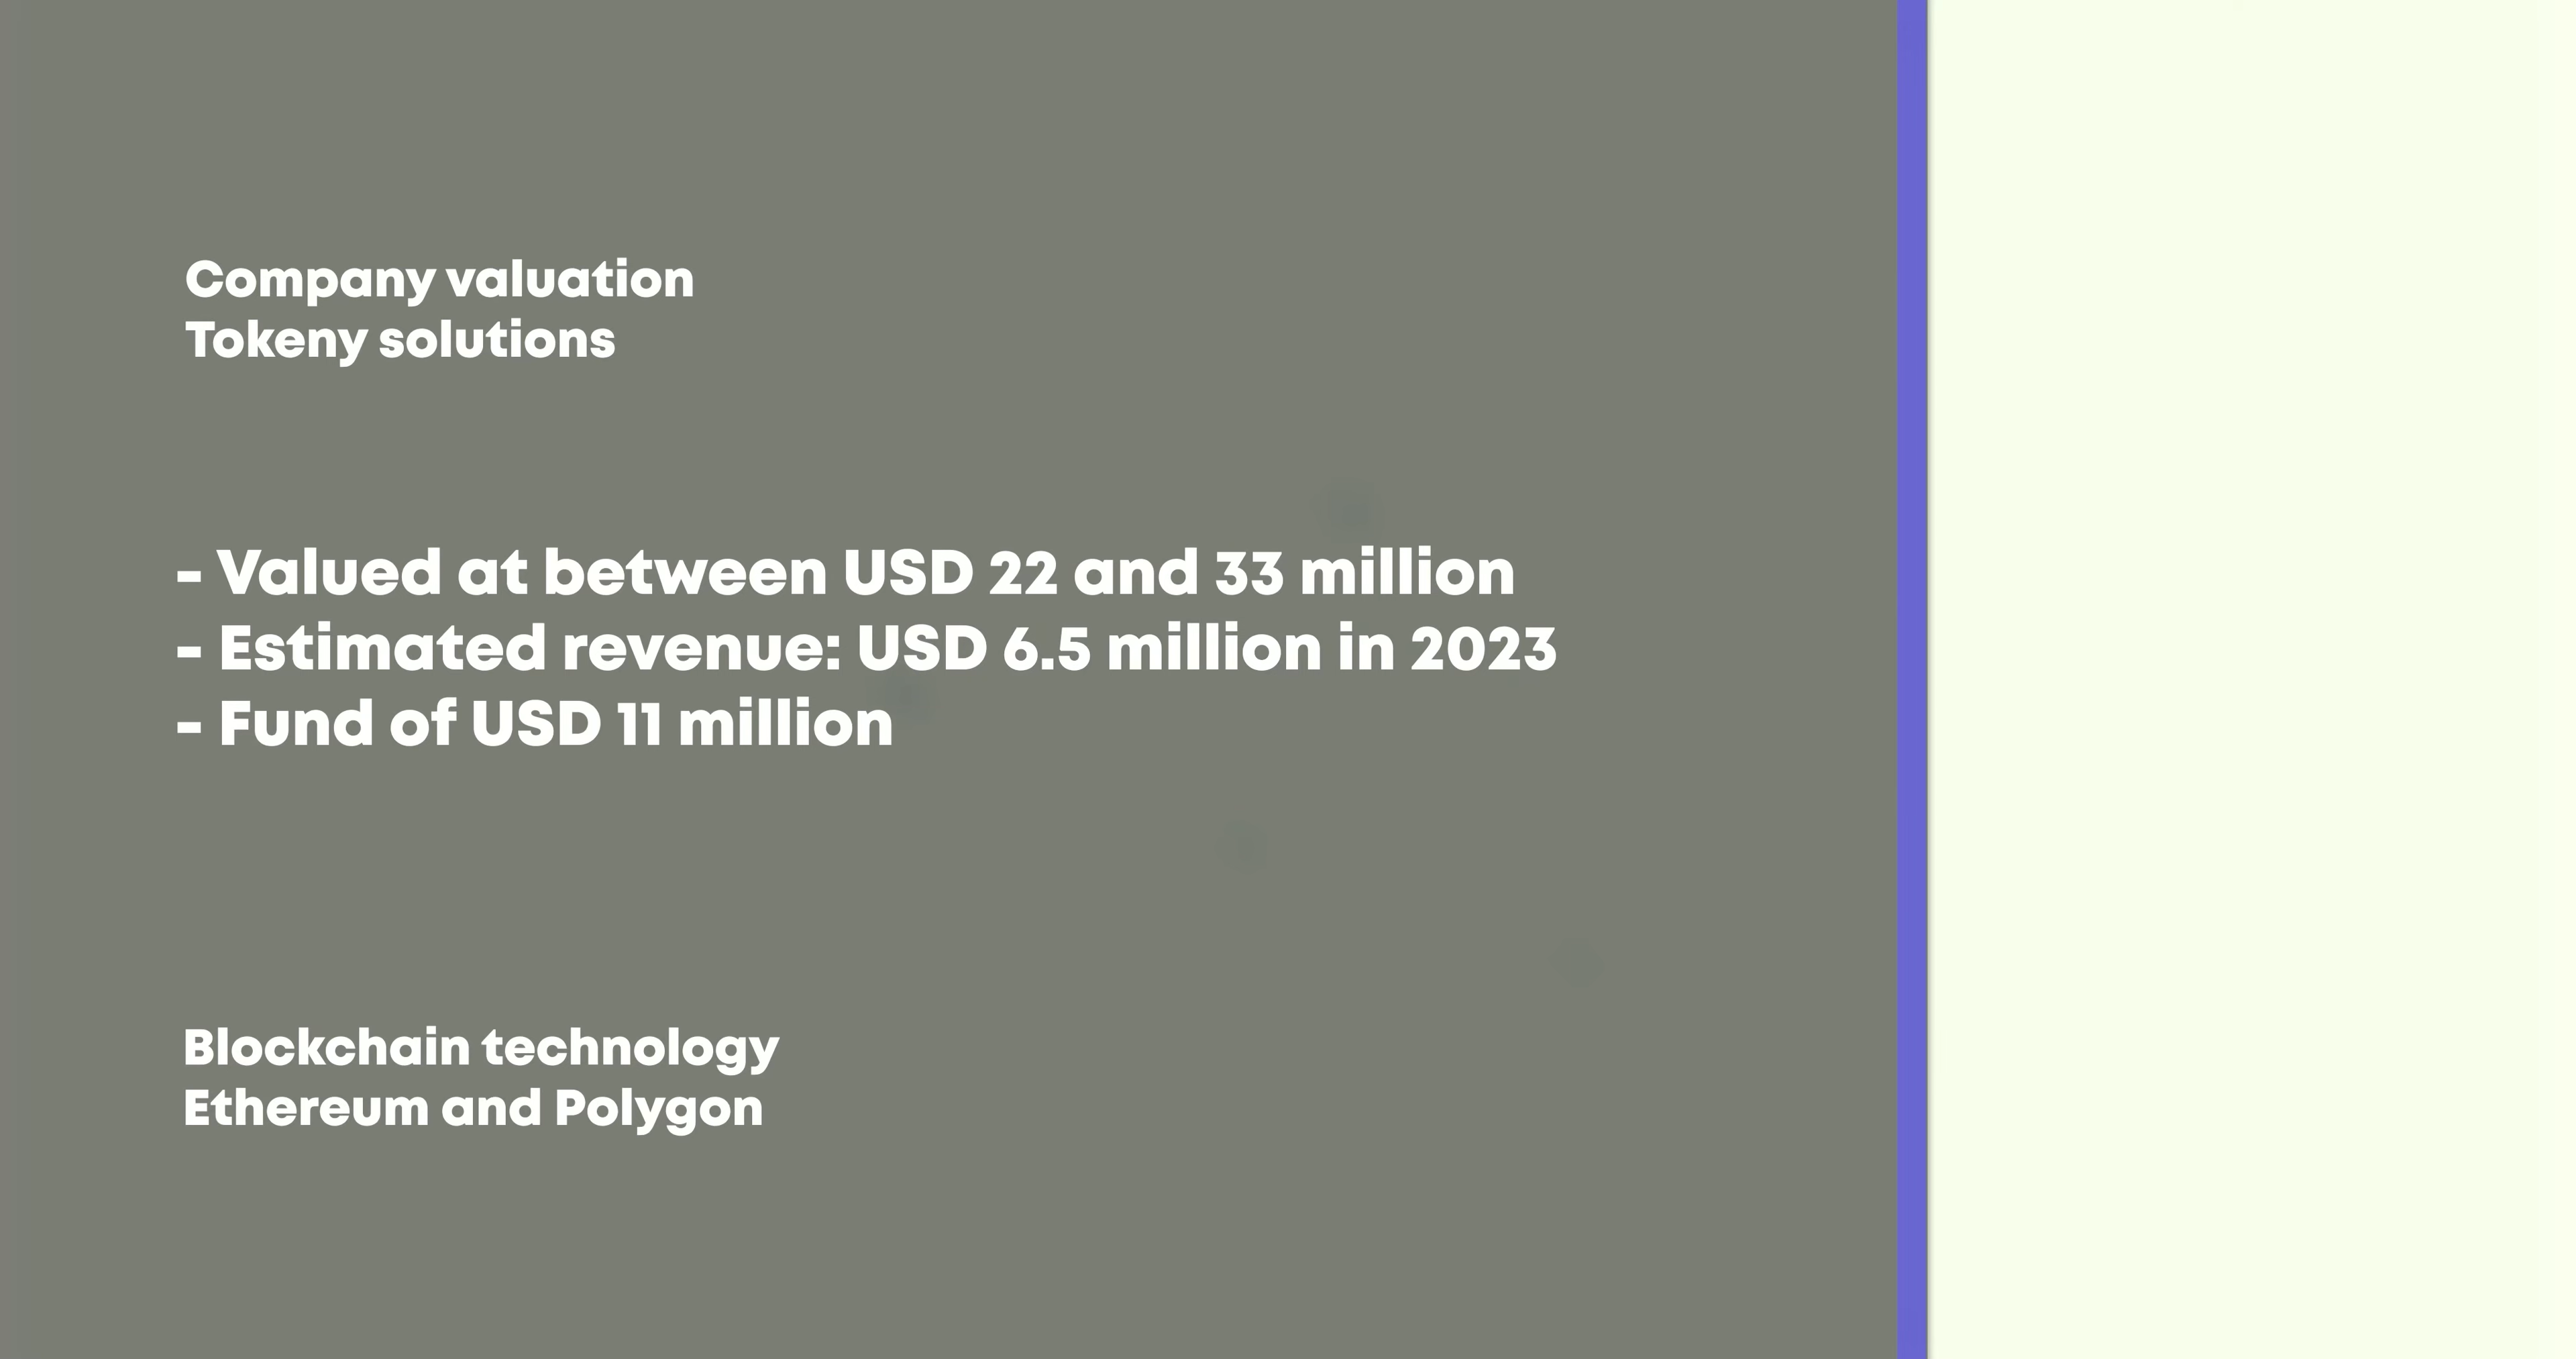 Company valuation
Tokeny solutions
- Valued at between USD 22 and 33 million
- Estimated revenue: USD 6.5 million in 2023
- Fund of USD 11 million
Blockchain technology
Ethereum and Polygon